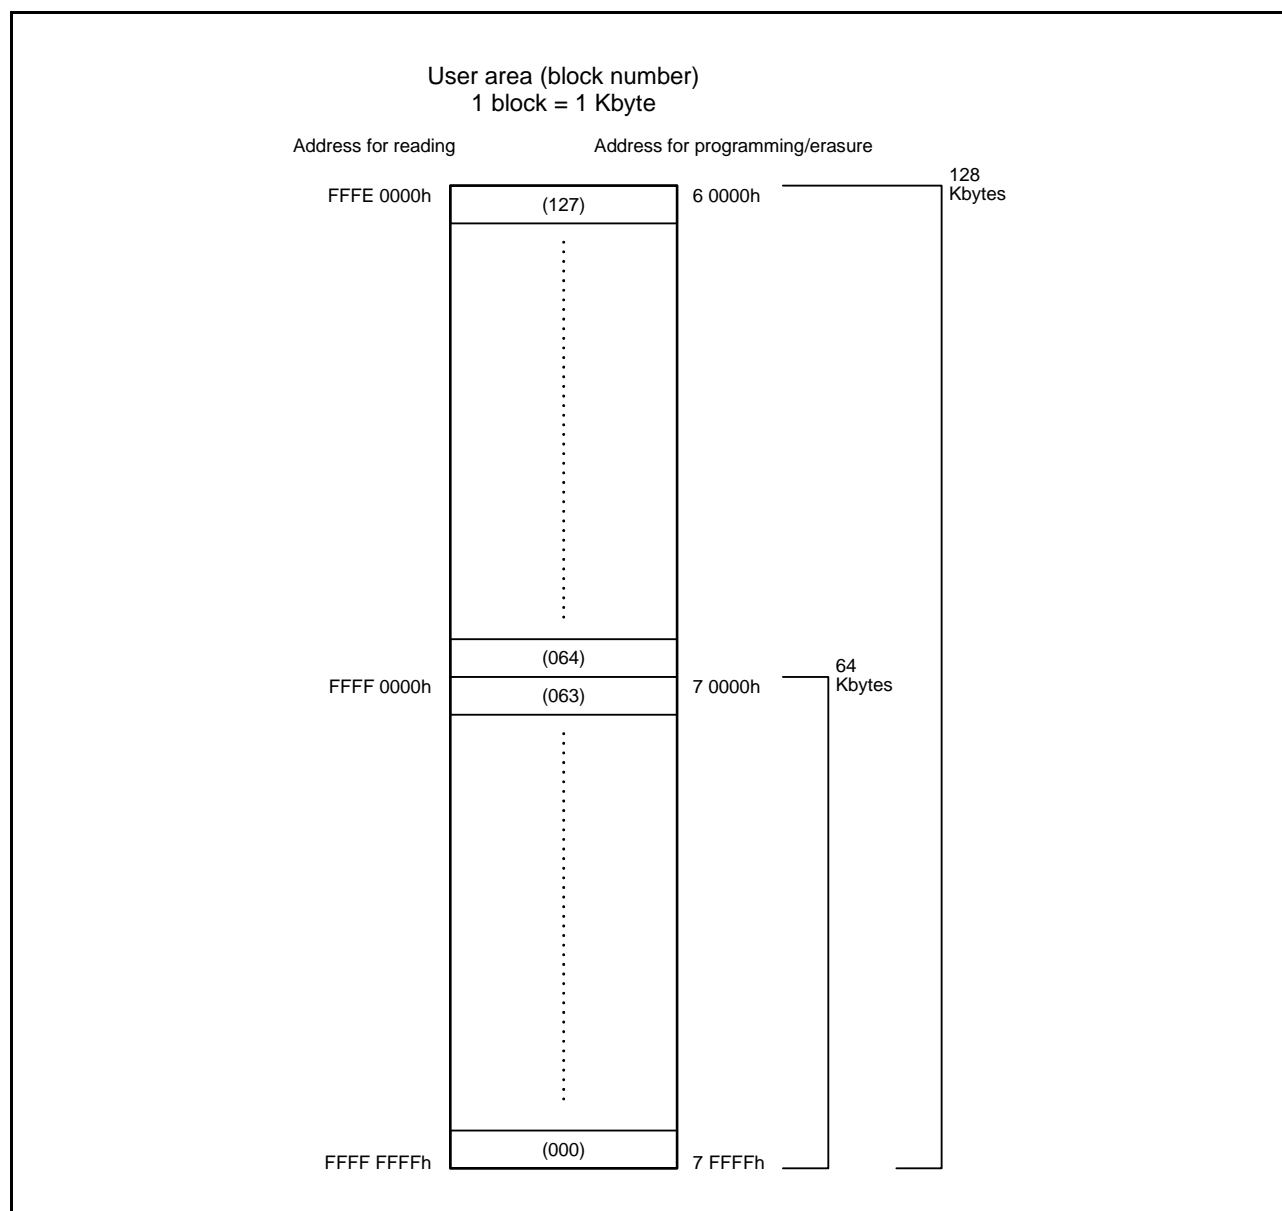 User area (block number)
1 block = 1 Kbyte
Address for reading
Address for programming/erasure
128
Kbytes
FFFE 0000h
(127)
6 0000h
(064)
64
Kbytes
FFFF 0000h
(063)
7 0000h
(000)
FFFF FFFFh
7 FFFFh